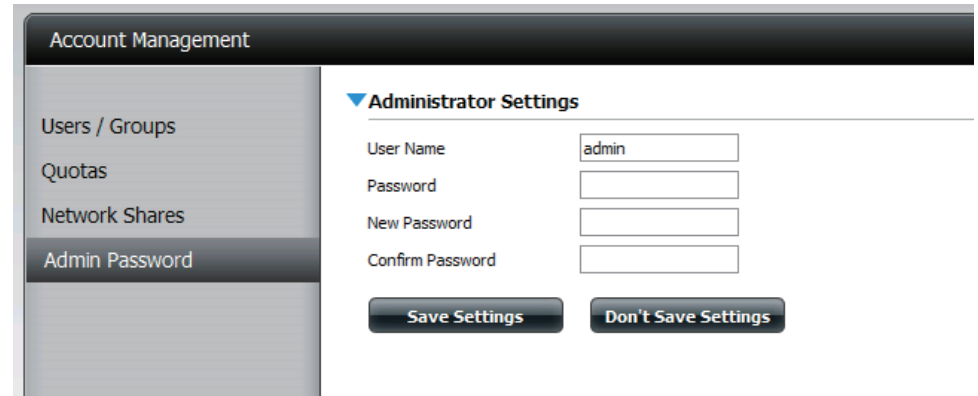 Account Management
Users / Groups
Quotas
Network Shares
Admin Password
Administrator Settings
User Name admin
Password
New Password
Confirm Password
Save Settings Don't Save Settings